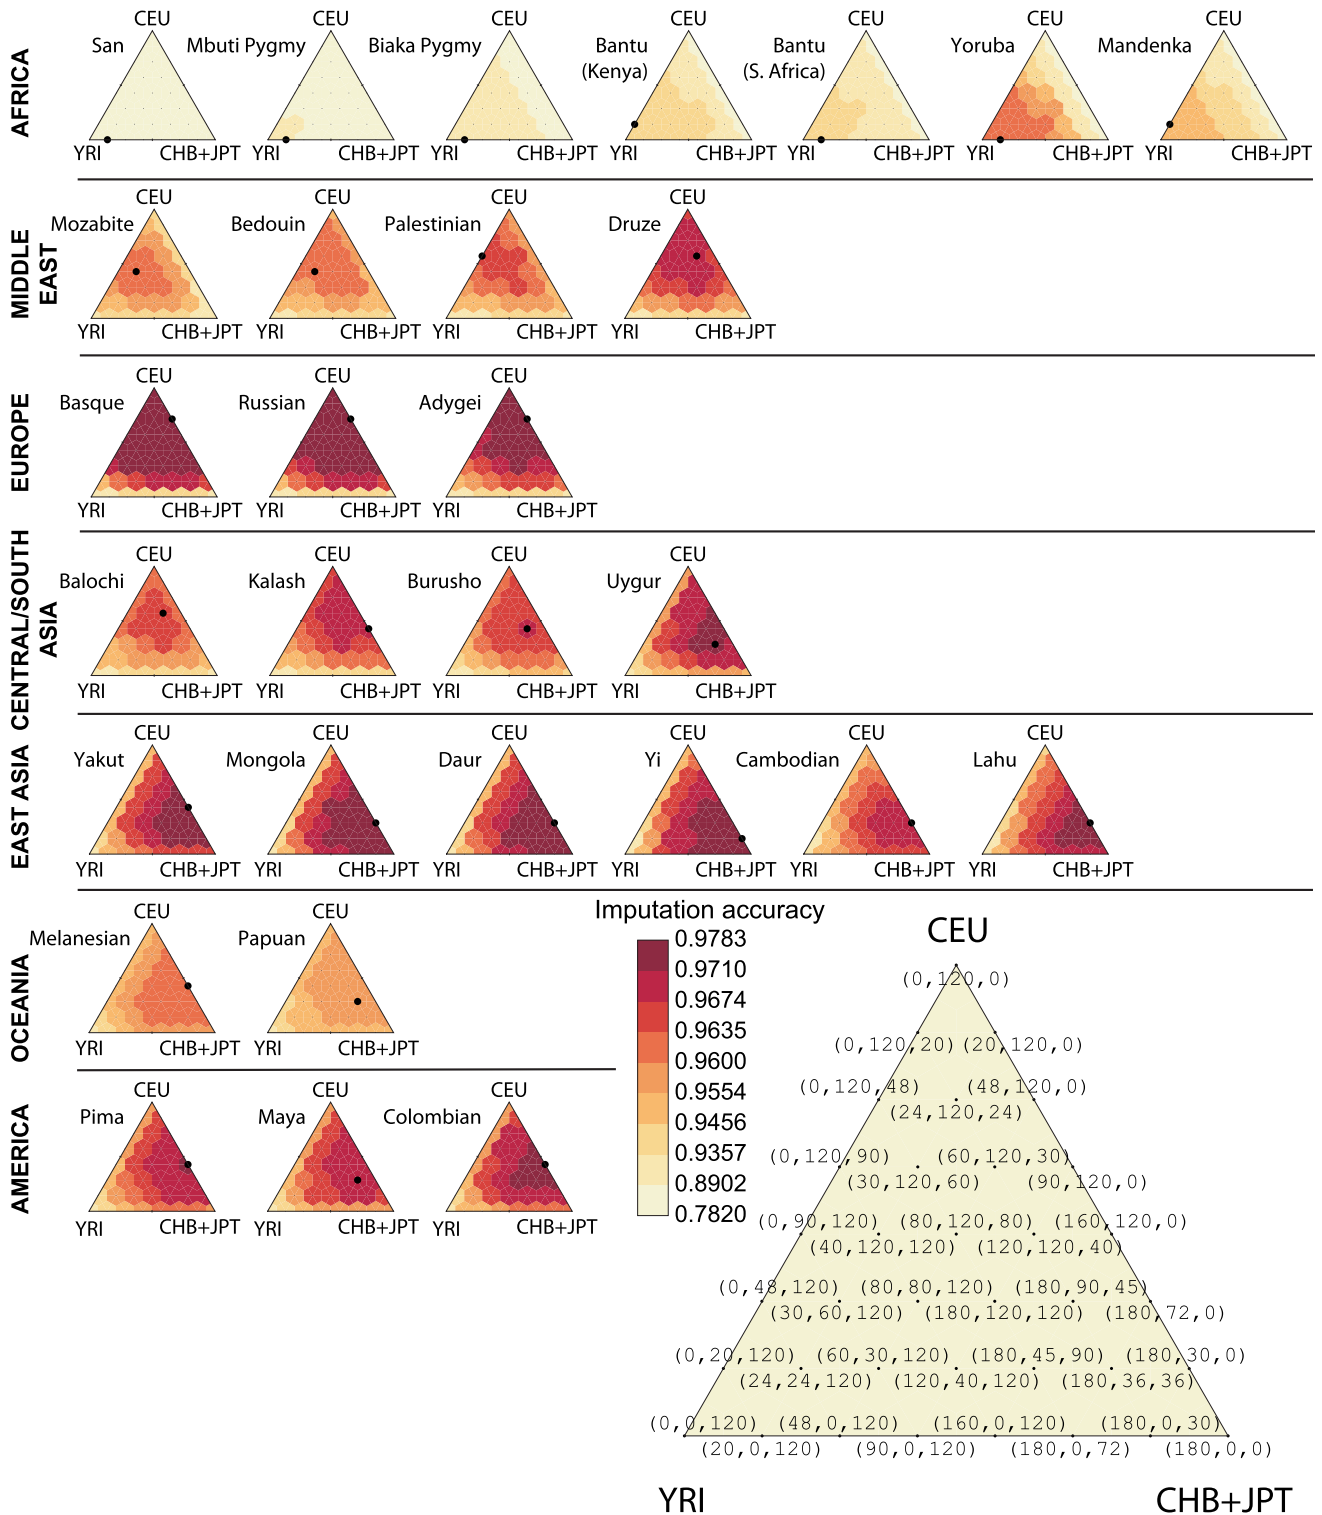 AFRICA
CEU
San
YRI
CHB+JPT
CEU
Mbuti Pygmy
YRI
CHB+JPT
CEU
Biaka Pygmy
YRI
CHB+JPT
CEU
Bantu
(Kenya)
YRI
CHB+JPT
CEU
Bantu
(S. Africa)
YRI
CHB+JPT
CEU
Yoruba
YRI
CHB+JPT
CEU
Mandenka
YRI
CHB+JPT
MIDDLE
EAST
CEU
Mozabite
YRI
CHB+JPT
CEU
Bedouin
YRI
CHB+JPT
CEU
Palestinian
YRI
CHB+JPT
CEU
Druze
YRI
CHB+JPT
EUROPE
CEU
Basque
YRI
CHB+JPT
CEU
Russian
YRI
CHB+JPT
CEU
Adygei
YRI
CHB+JPT
CENTRAL/SOUTH
ASIA
CEU
Balochi
YRI
CHB+JPT
CEU
Kalash
YRI
CHB+JPT
CEU
Burusho
YRI
CHB+JPT
CEU
Uygur
YRI
CHB+JPT
EAST ASIA
CEU
Yakut
YRI
CHB+JPT
CEU
Mongola
YRI
CHB+JPT
CEU
Daur
YRI
CHB+JPT
CEU
Yi
YRI
CHB+JPT
CEU
Cambodian
YRI
CHB+JPT
CEU
Lahu
YRI
CHB+JPT
OCEANIA
CEU
Melanesian
YRI
CHB+JPT
CEU
Papuan
YRI
CHB+JPT
AMERICA
CEU
Pima
YRI
CHB+JPT
CEU
Maya
YRI
CHB+JPT
CEU
Colombian
YRI
CHB+JPT
Imputation accuracy
0.9783
0.9710
0.9674
0.9635
0.9600
0.9554
0.9456
0.9357
0.8902
0.7820
CEU
(0,120,0)
(0,120,20) (20,120,0)
(0,120,48) (48,120,0)
(24,120,24)
(0,120,90) (60,120,30)
(30,120,60) (90,120,0)
(0,90,120) (80,120,80) (160,120,0)
(40,120,120) (120,120,40)
(0,48,120) (80,80,120) (180,90,45)
(30,60,120) (180,120,120) (180,72,0)
(0,20,120) (60,30,120) (180,45,90) (180,30,0)
(24,24,120) (120,40,120) (180,36,36)
(0,0,120) (48,0,120) (160,0,120) (180,0,30)
(20,0,120) (90,0,120) (180,0,72) (180,0,0)
YRI
CHB+JPT